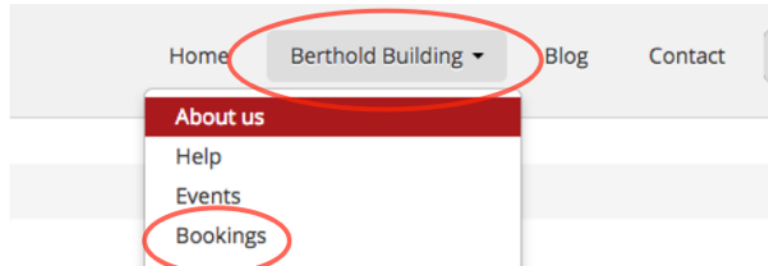 Home Berthold Building Blog Contact
About us
Help
Events
Bookings